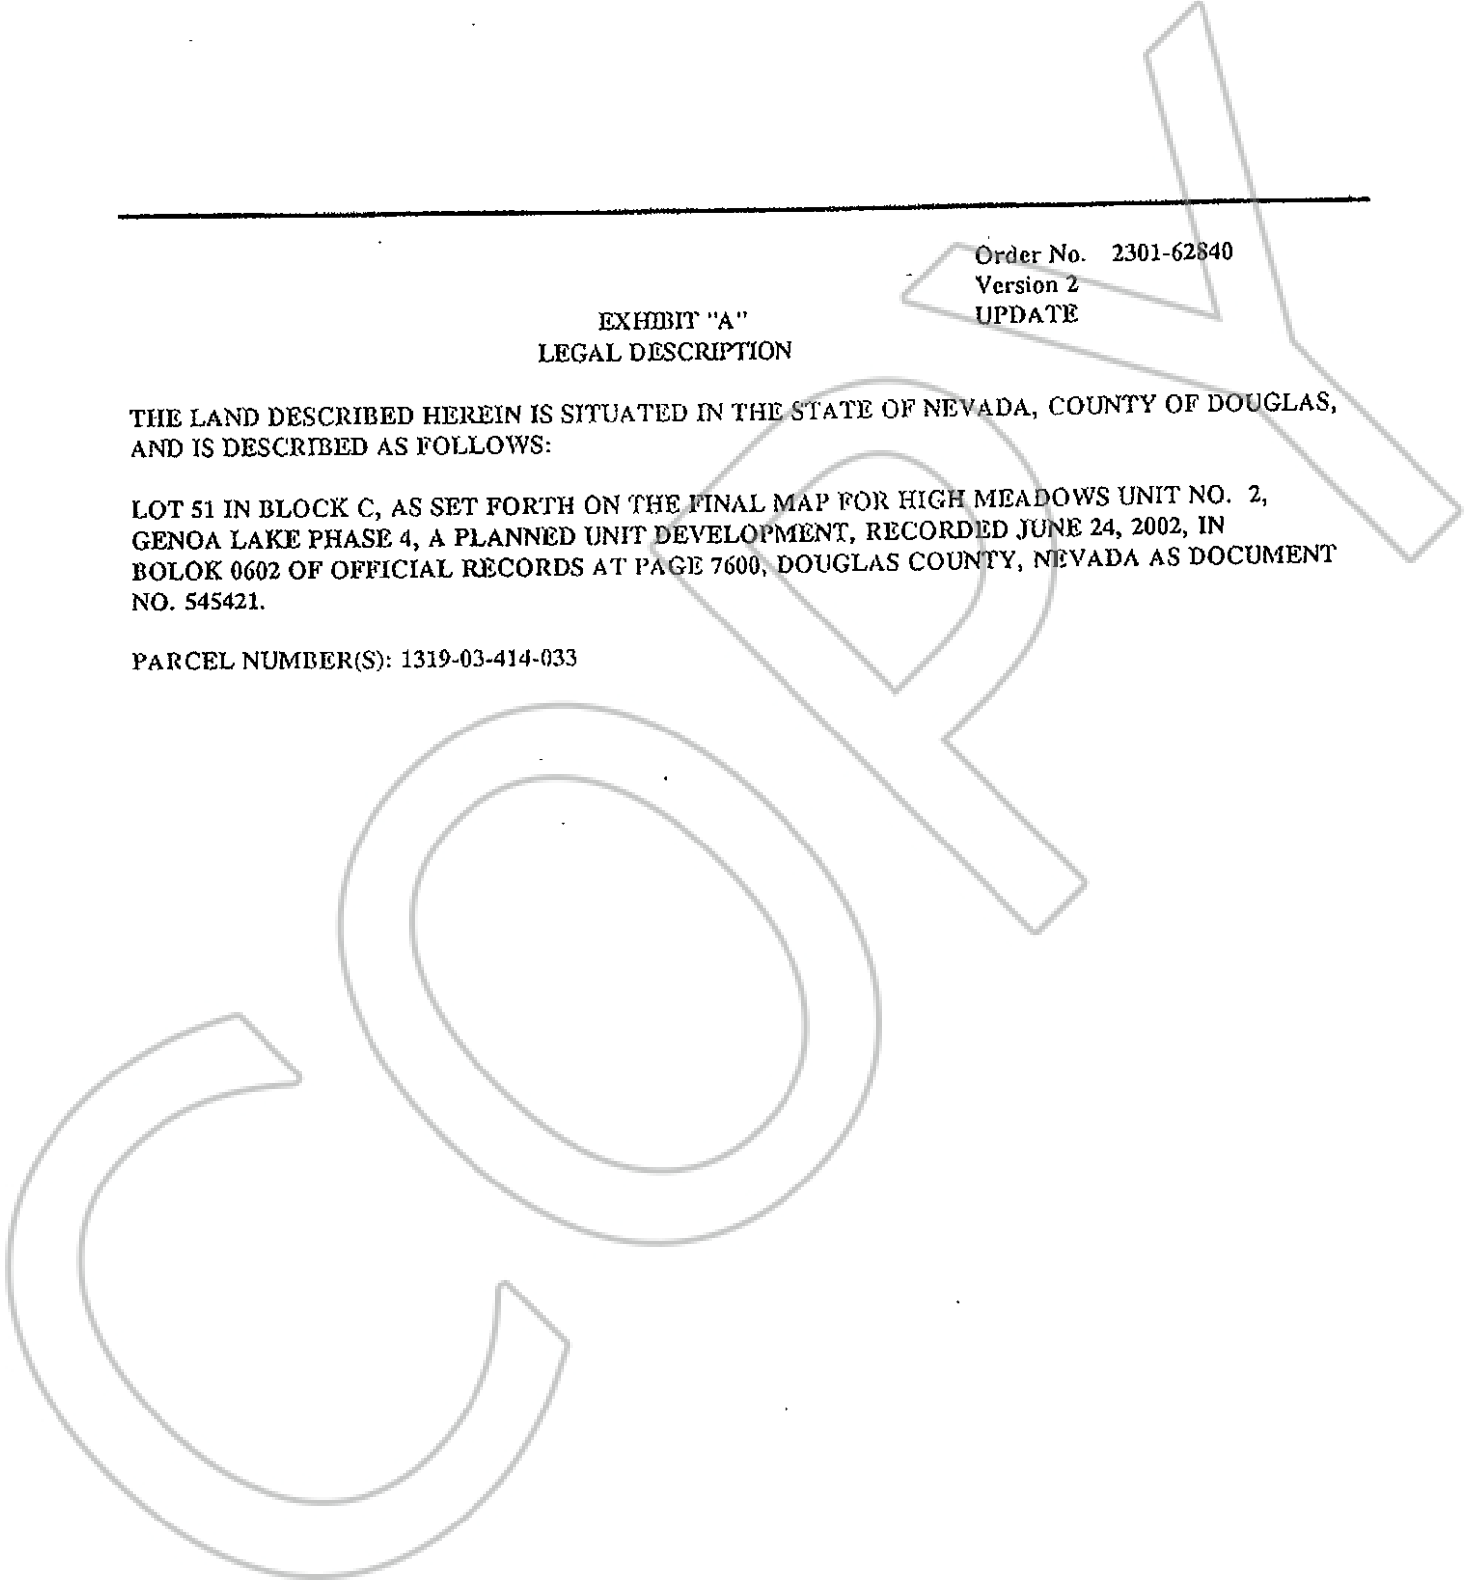 Order No. 2301-62840
Version 2
UPDATE
EXHIBIT "A"
LEGAL DESCRIPTION
THE LAND DESCRIBED HEREIN IS SITUATED IN THE STATE OF NEVADA, COUNTY OF DOUGLAS,
AND IS DESCRIBED AS FOLLOWS:
LOT 51 IN BLOCK C, AS SET FORTH ON THE FINAL MAP FOR HIGH MEADOWS UNIT NO. 2,
GENOA LAKE PHASE 4, A PLANNED UNIT DEVELOPMENT, RECORDED JUNE 24, 2002, IN
BOLOK 0602 OF OFFICIAL RECORDS AT PAGE 7600, DOUGLAS COUNTY, NEVADA AS DOCUMENT
NO. 545421.
PARCEL NUMBER(S): 1319-03-414-033
COPY